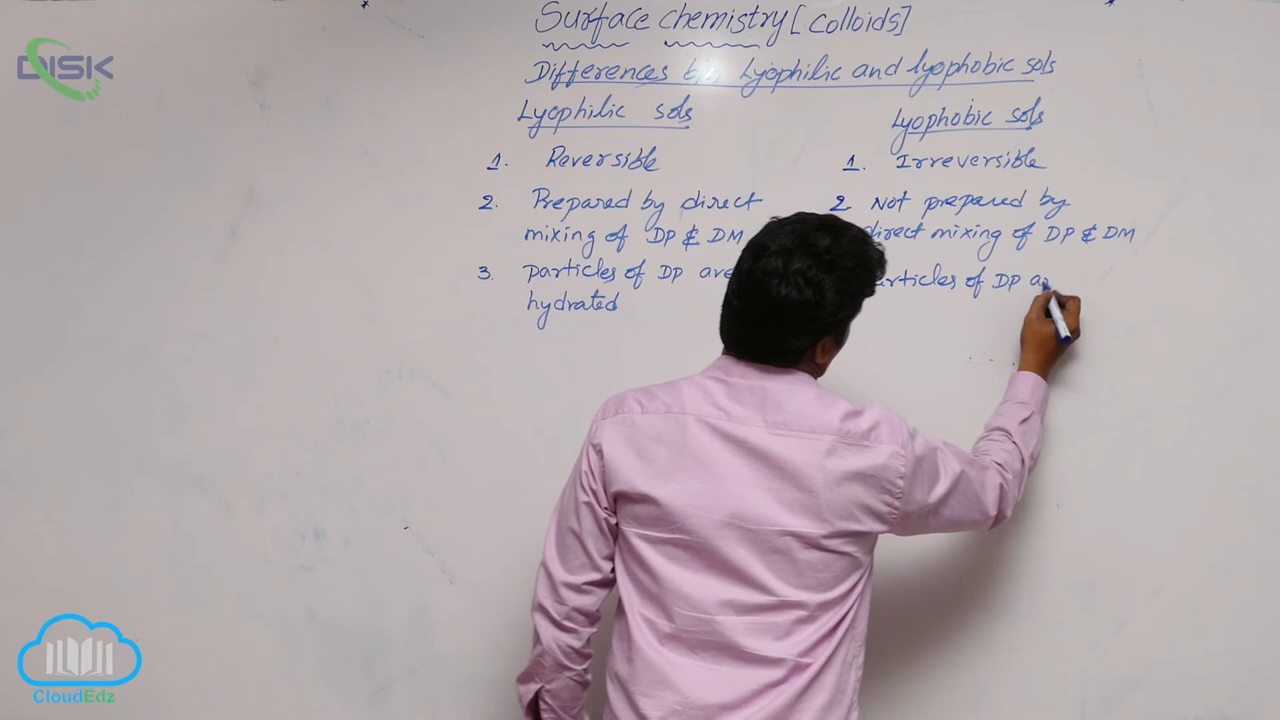 DISK
Surface chemistry [colloids]
Differences b/n Lyophilic and lyophobic sols
Lyophilic sols
1. Reversible
2. Prepared by direct
mixing of DP & DM
3. particles of DP are
hydrated
Lyophobic sols
1. Irreversible
2 Not prepared by
direct mixing of DP & DM
articles of DP a
CloudEdz